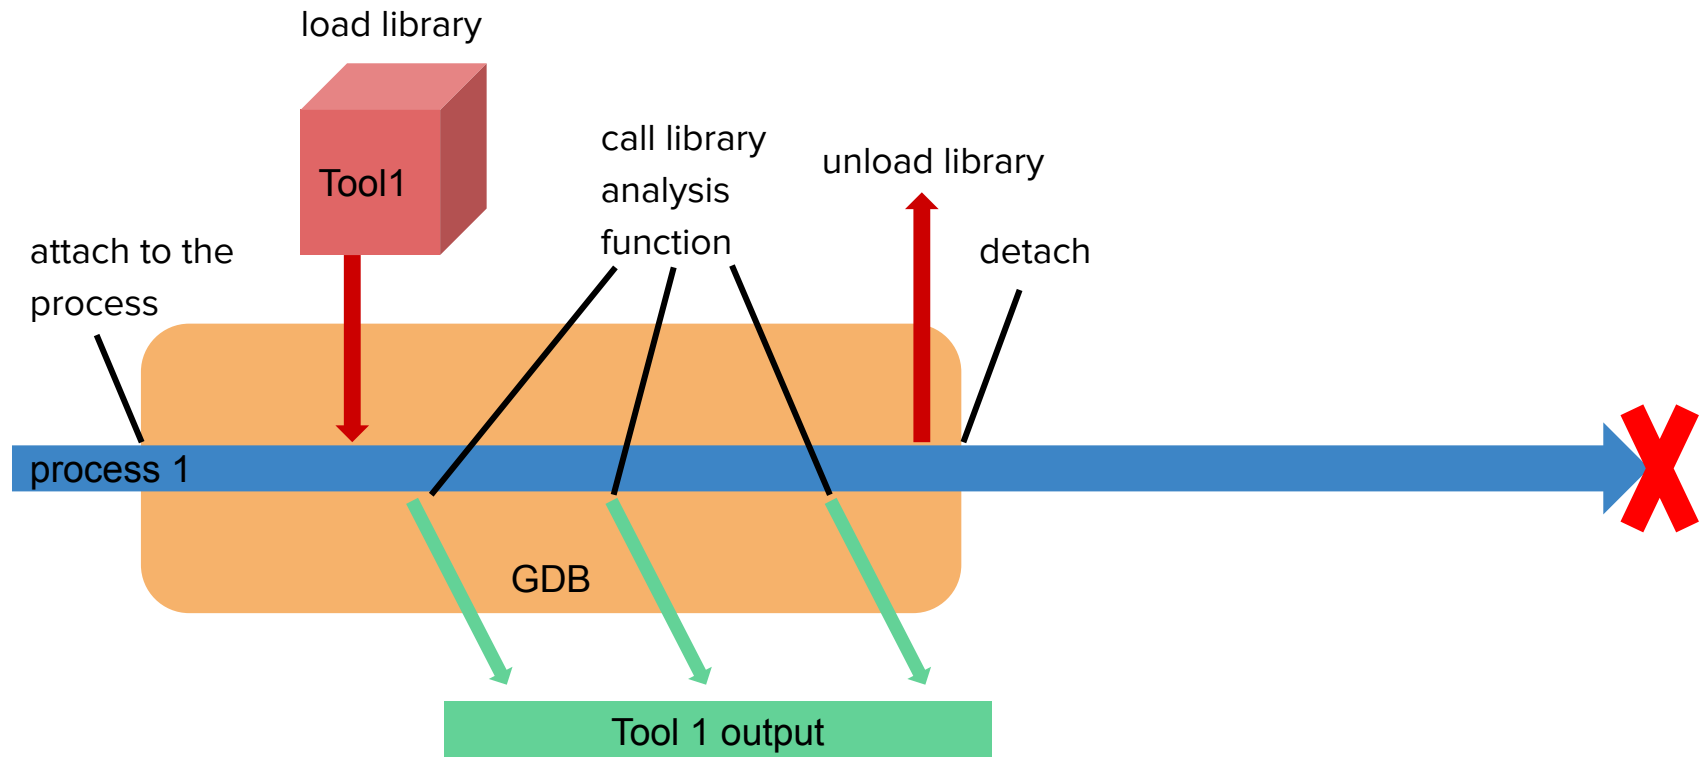 load library
Tool1
call library
analysis
function
unload library
attach to the
process
detach
process 1
GDB
Tool 1 output